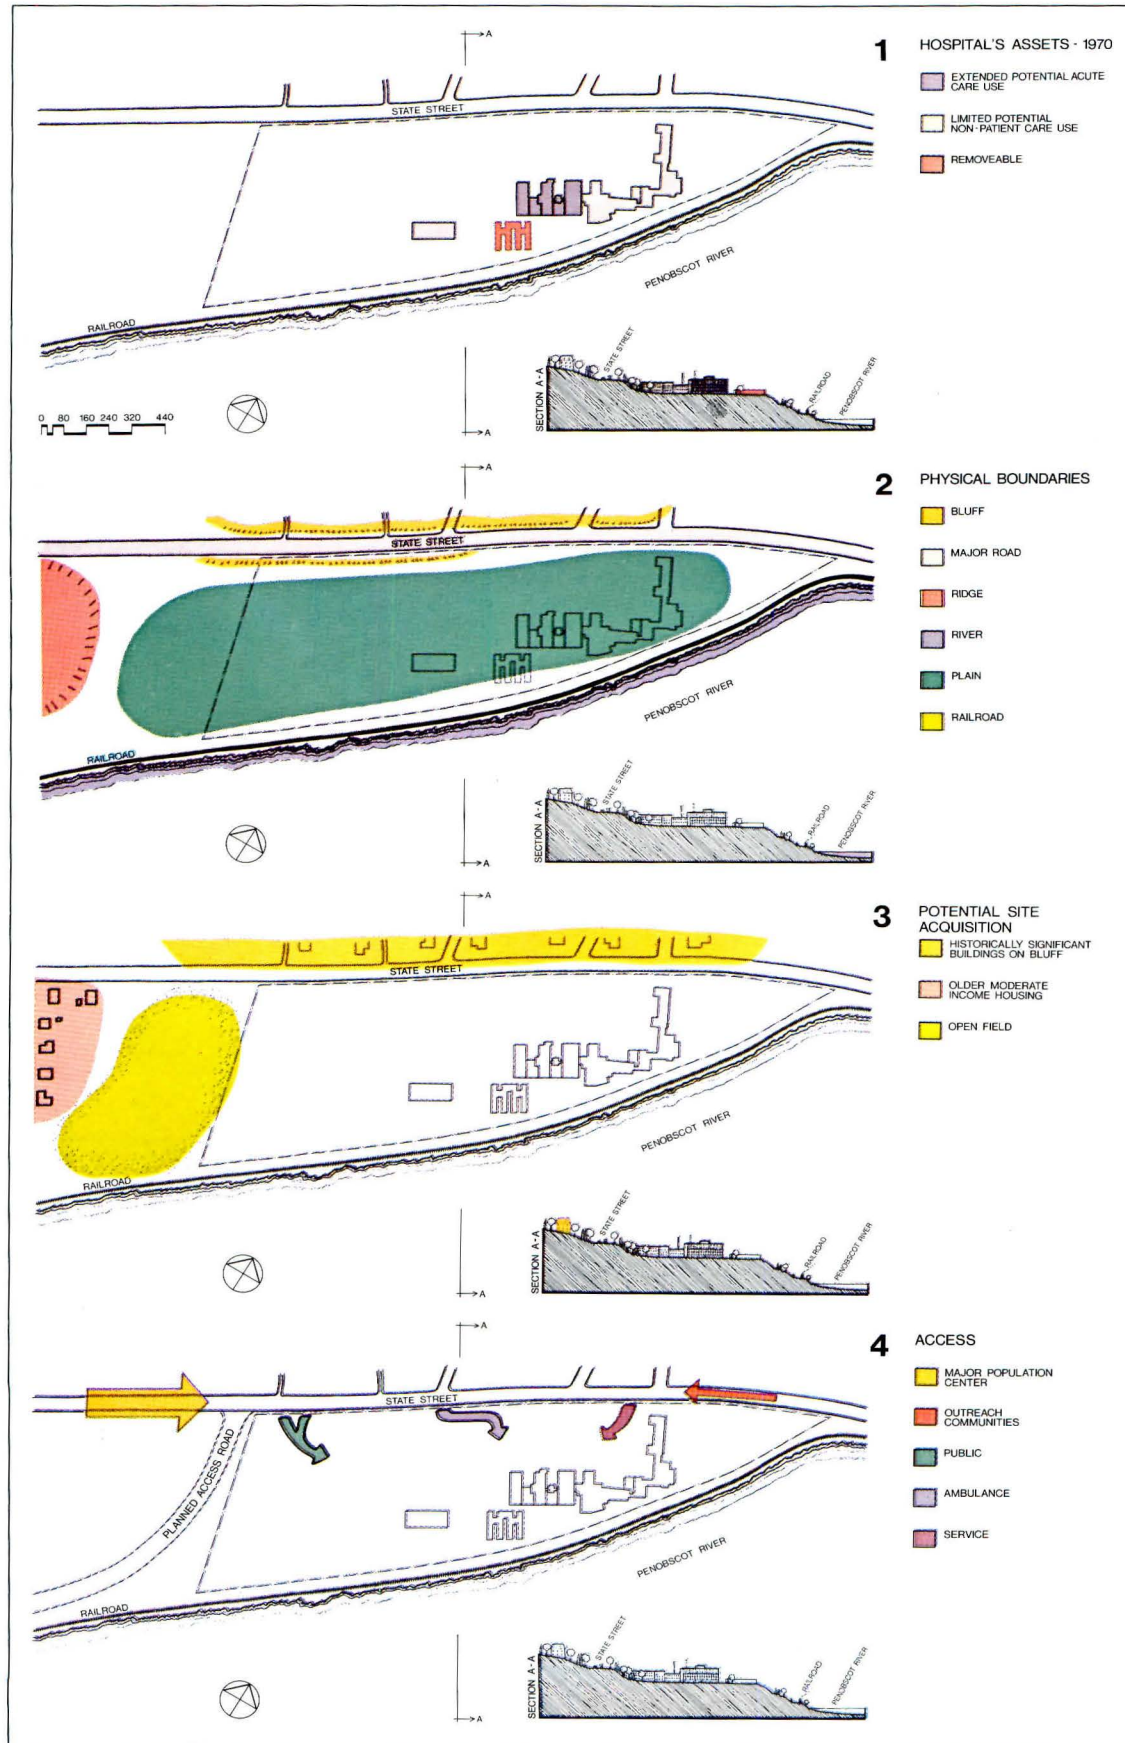 1
HOSPITAL'S ASSETS - 1970
EXTENDED POTENTIAL ACUTE
CARE USE
LIMITED POTENTIAL
NON-PATIENT CARE USE
REMOVEABLE
A
STATE STREET
PENOBSCOT RIVER
RAILROAD
0 80 160 240 320 440
A
SECTION A-A
STATE STREET
RAILROAD
PENOBSCOT RIVER
2
PHYSICAL BOUNDARIES
BLUFF
MAJOR ROAD
RIDGE
RIVER
PLAIN
RAILROAD
A
STATE STREET
PENOBSCOT RIVER
RAILROAD
A
SECTION A-A
STATE STREET
RAILROAD
PENOBSCOT RIVER
3
POTENTIAL SITE
ACQUISITION
HISTORICALLY SIGNIFICANT
BUILDINGS ON BLUFF
OLDER MODERATE
INCOME HOUSING
OPEN FIELD
A
STATE STREET
PENOBSCOT RIVER
RAILROAD
A
SECTION A-A
STATE STREET
RAILROAD
PENOBSCOT RIVER
4
ACCESS
MAJOR POPULATION
CENTER
OUTREACH
COMMUNITIES
PUBLIC
AMBULANCE
SERVICE
A
STATE STREET
PLANNED ACCESS ROAD
PENOBSCOT RIVER
RAILROAD
A
SECTION A-A
STATE STREET
RAILROAD
PENOBSCOT RIVER